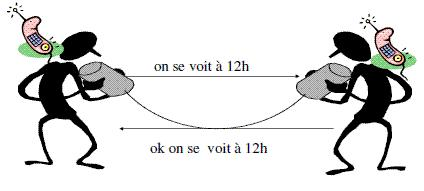 on se voit à 12h
ok on se voit à 12h